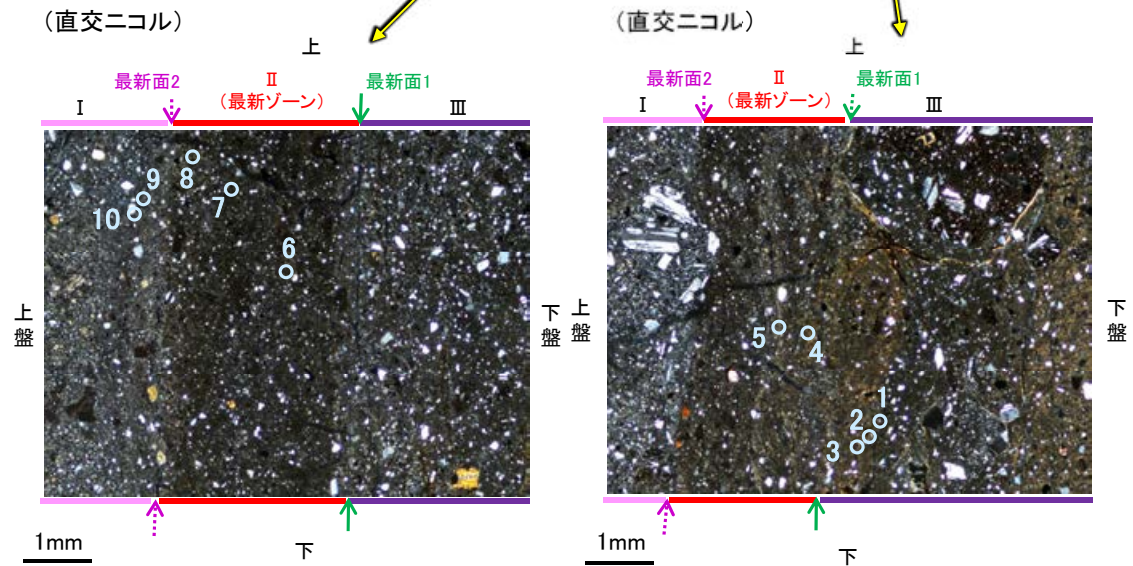 （直交ニコル）
上
最新面2
Ⅱ
（最新ゾーン）
最新面1
Ⅰ
Ⅲ
8
9
10
7
6
上盤
下盤
1mm
下
（直交ニコル）
上
最新面2
Ⅱ
（最新ゾーン）
最新面1
Ⅰ
Ⅲ
5
4
1
2
3
上盤
下盤
1mm
下